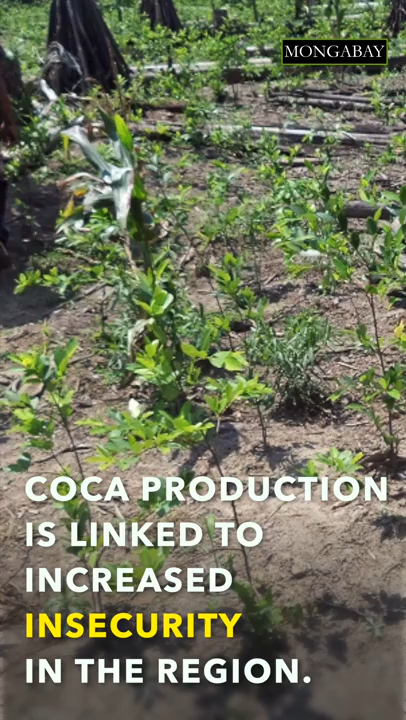 MONGABAY
COCA PRODUCTION
IS LINKED TO
INCREASED
INSECURITY
IN THE REGION.